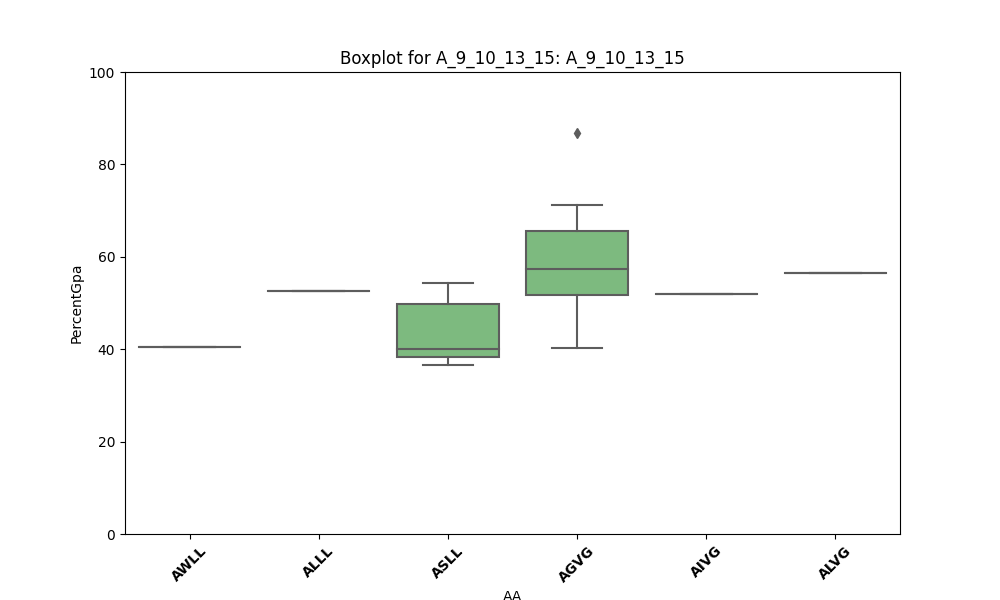 Boxplot for A_9_10_13_15: A_9_10_13_15
100
80
60
40
20
0
PercentGpa
AWLL
ALLL
ASLL
AGVG
AIVG
ALVG
AA